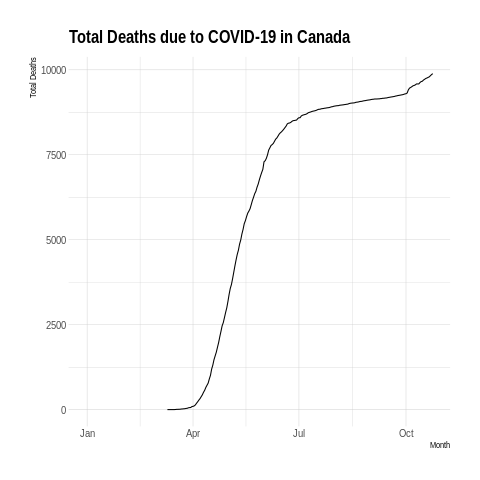 Total Deaths due to COVID-19 in Canada
Total Deaths
10000
7500
5000
2500
0
Jan Apr Jul Oct
Month